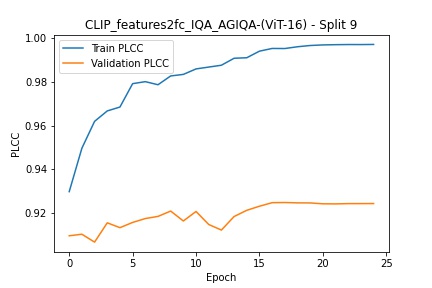 CLIP_features2fc_IQA_AGIQA-(ViT-16) - Split 9
Train PLCC
Validation PLCC
1.00
0.98
0.96
0.94
0.92
PLCC
0
5
10
15
20
25
Epoch